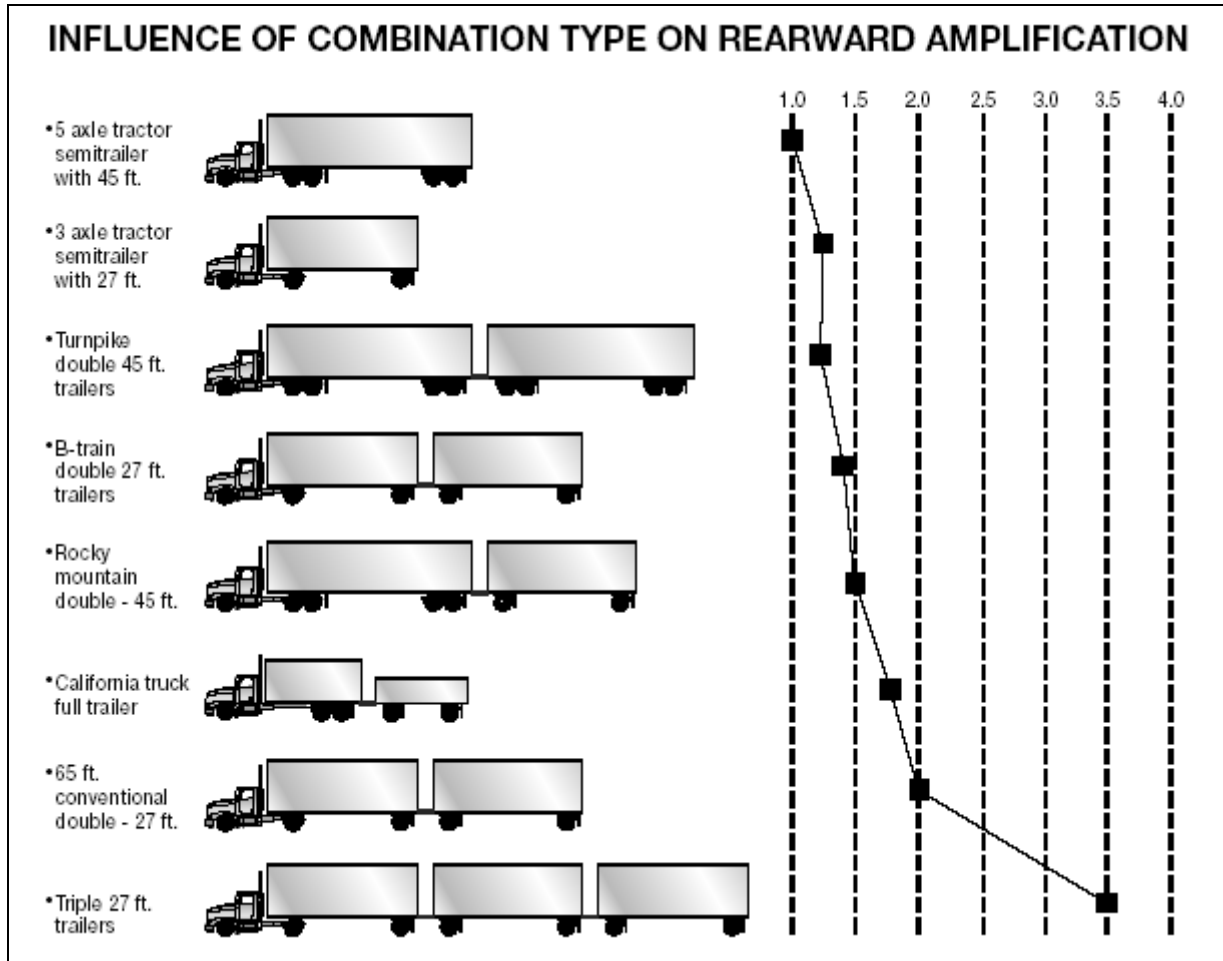 INFLUENCE OF COMBINATION TYPE ON REARWARD AMPLIFICATION
1.0 1.5 2.0 2.5 3.0 3.5 4.0
•5 axle tractor
semitrailer
with 45 ft.
•3 axle tractor
semitrailer
with 27 ft.
•Turnpike
double 45 ft.
trailers
•B-train
double 27 ft.
trailers
•Rocky
mountain
double - 45 ft.
•California truck
full trailer
•65 ft.
conventional
double - 27 ft.
•Triple 27 ft.
trailers